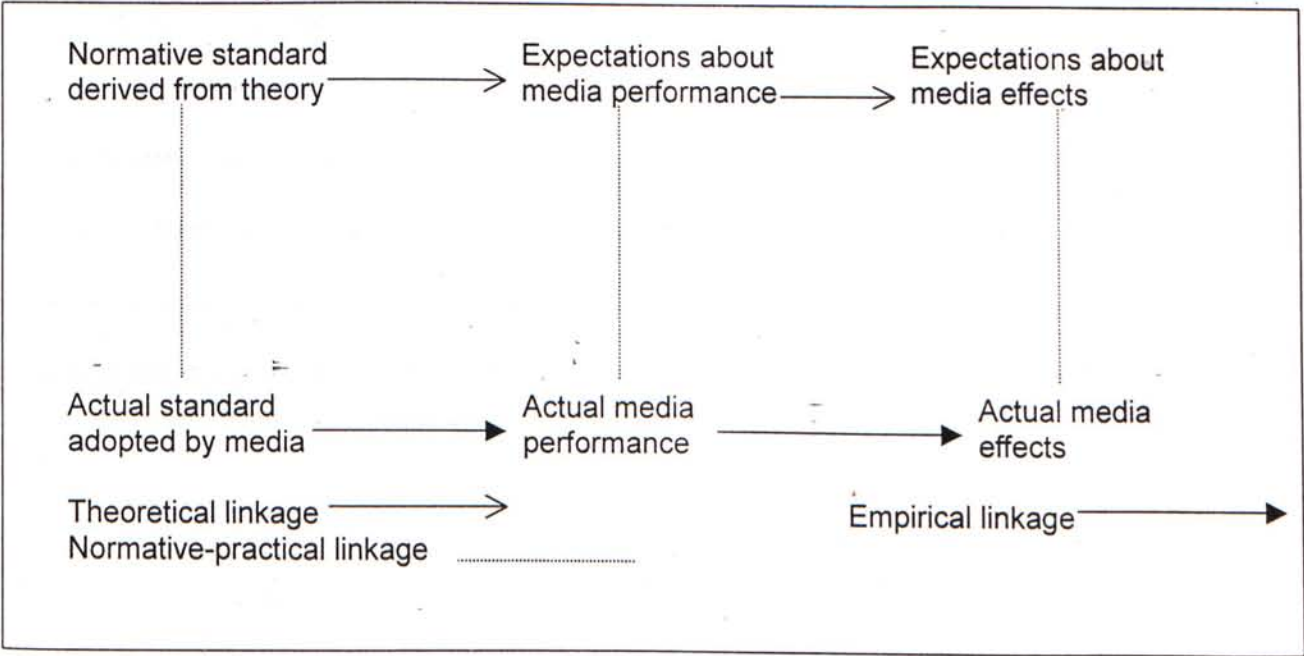 Normative standard
derived from theory
Expectations about
media performance
Expectations about
media effects
Actual standard
adopted by media
Actual media
performance
Actual media
effects
Theoretical linkage
Normative-practical linkage
Empirical linkage